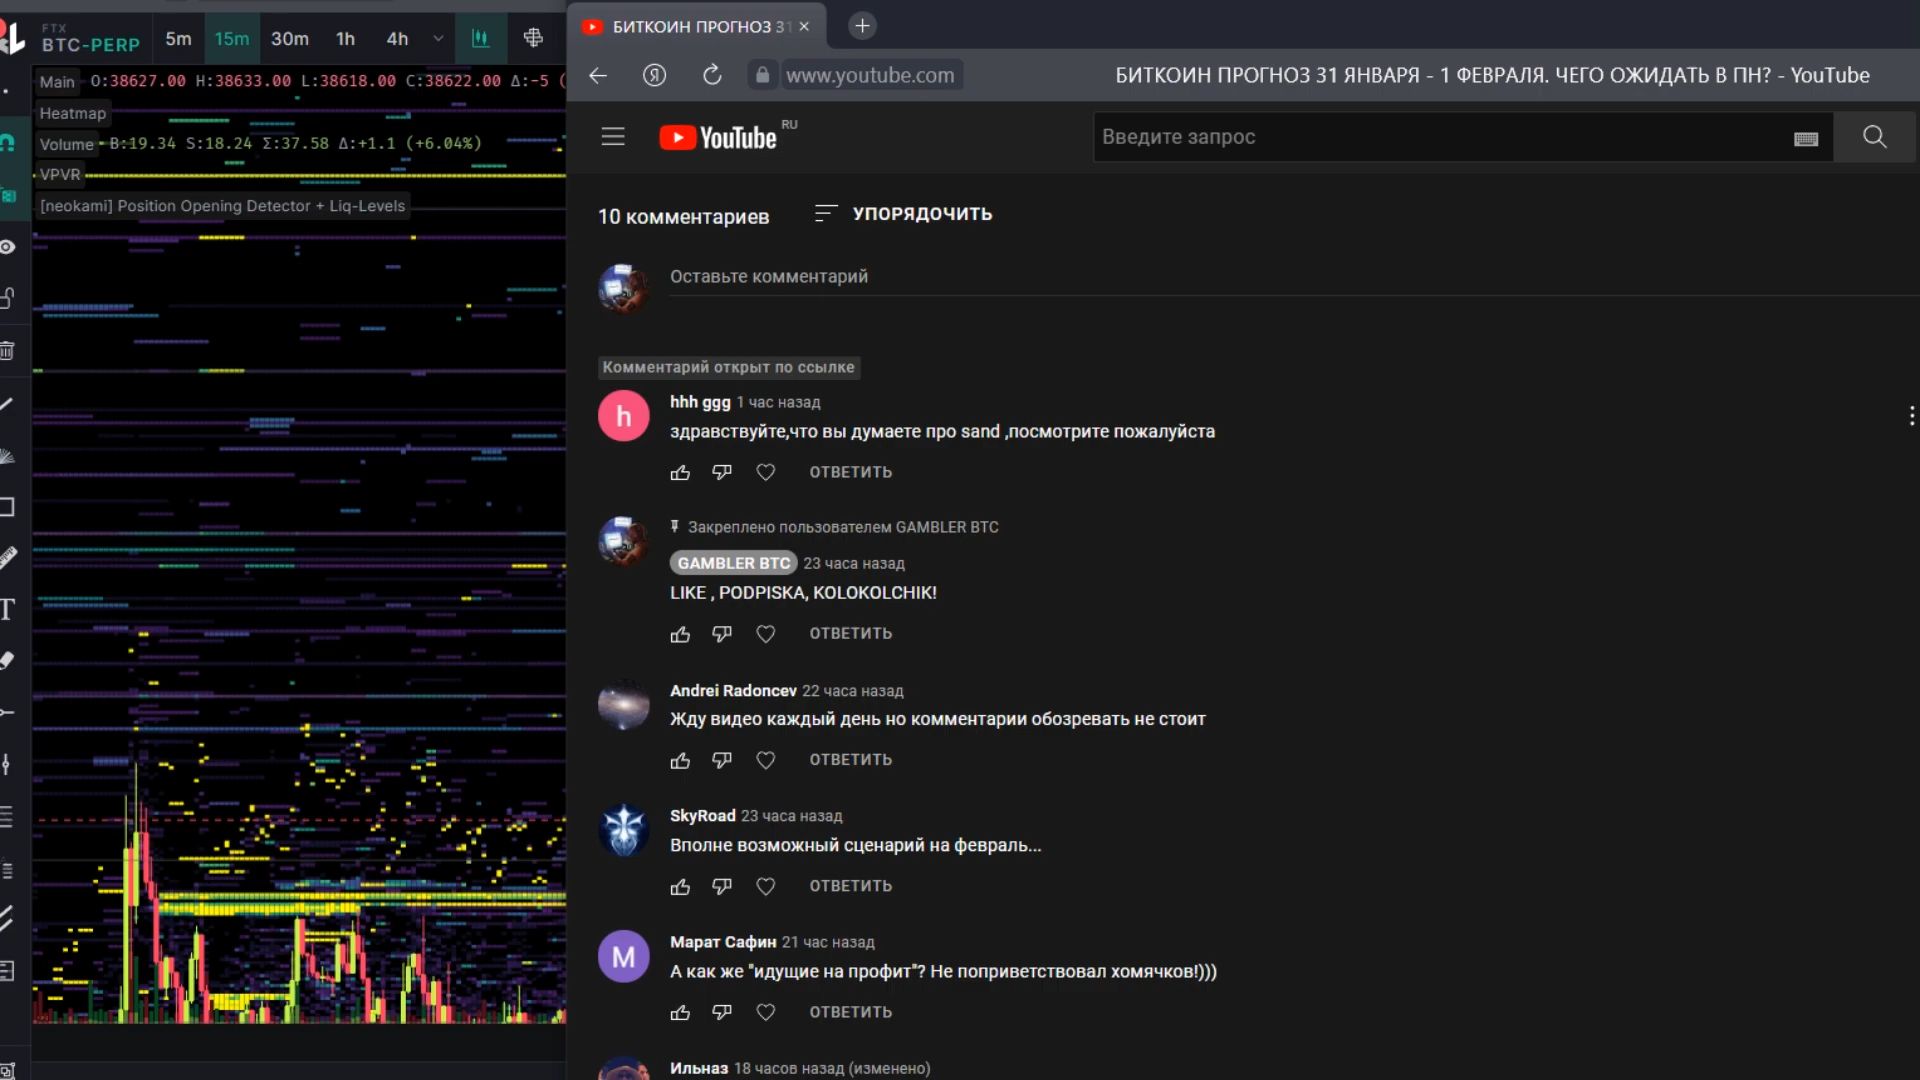 FTX
BTC-PERP
5m
15m
30m
1h
4h
Main O:38627.00 H:38633.00 L:38618.00 C:38622.00 Δ:-5 (
Heatmap
Volume B:19.34 S:18.24 Σ:37.58 Δ:+1.1 (+6.04%)
VPVR
[neokami] Position Opening Detector + Liq-Levels
T
БИТКОИН ПРОГНОЗ 31
www.youtube.com
БИТКОИН ПРОГНОЗ 31 ЯНВАРЯ - 1 ФЕВРАЛЯ. ЧЕГО ОЖИДАТЬ В ПН? - YouTube
YouTube RU
Введите запрос
10 комментариев
УПОРЯДОЧИТЬ
Оставьте комментарий
Комментарий открыт по ссылке
h
hhh ggg 1 час назад
здравствуйте,что вы думаете про sand ,посмотрите пожалуйста
ОТВЕТИТЬ
Закреплено пользователем GAMBLER BTC
GAMBLER BTC 23 часа назад
LIKE , PODPISKA, KOLOKOLCHIK!
ОТВЕТИТЬ
Andrei Radoncev 22 часа назад
Жду видео каждый день но комментарии обозревать не стоит
ОТВЕТИТЬ
SkyRoad 23 часа назад
Вполне возможный сценарий на февраль...
ОТВЕТИТЬ
М
Марат Сафин 21 час назад
А как же "идущие на профит"? Не поприветствовал хомячков!)))
ОТВЕТИТЬ
Ильназ 18 часов назад (изменено)